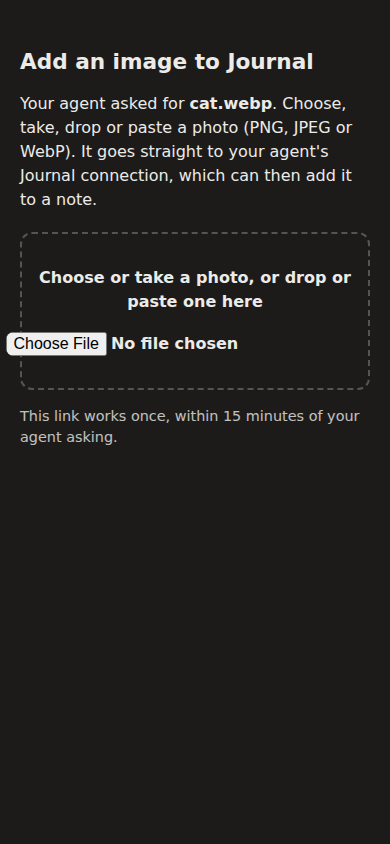 Add an image to Journal
Your agent asked for cat.webp. Choose,
take, drop or paste a photo (PNG, JPEG or
WebP). It goes straight to your agent's
Journal connection, which can then add it
to a note.
Choose or take a photo, or drop or
paste one here
Choose File No file chosen
This link works once, within 15 minutes of your
agent asking.